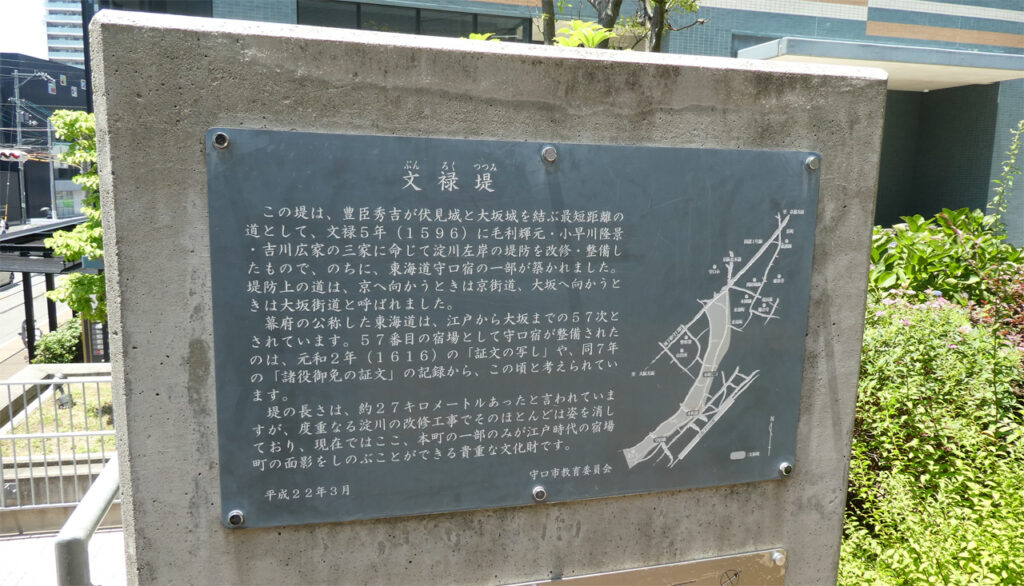 ぶん ろく つつみ
文禄堤
この堤は、豊臣秀吉が伏見城と大坂城を結ぶ最短距離の
道として、文禄5年（1596）に毛利輝元・小早川隆景
・吉川広家の三家に命じて淀川左岸の堤防を改修・整備し
たもので、のちに、東海道守口宿の一部が築かれました。
堤防上の道は、京へ向かうときは京街道、大坂へ向かうと
きは大坂街道と呼ばれました。
幕府の公称した東海道は、江戸から大坂までの57次と
されています。57番目の宿場として守口宿が整備された
のは、元和2年（1616）の「証文の写し」や、同7年
の「諸役御免の証文」の記録から、この頃と考えられてい
ます。
堤の長さは、約27キロメートルあったと言われていま
すが、度重なる淀川の改修工事でそのほとんどは姿を消し
ており、現在ではここ、本町の一部のみが江戸時代の宿場
町の面影をしのぶことができる貴重な文化財です。
守口市教育委員会
平成22年3月
N